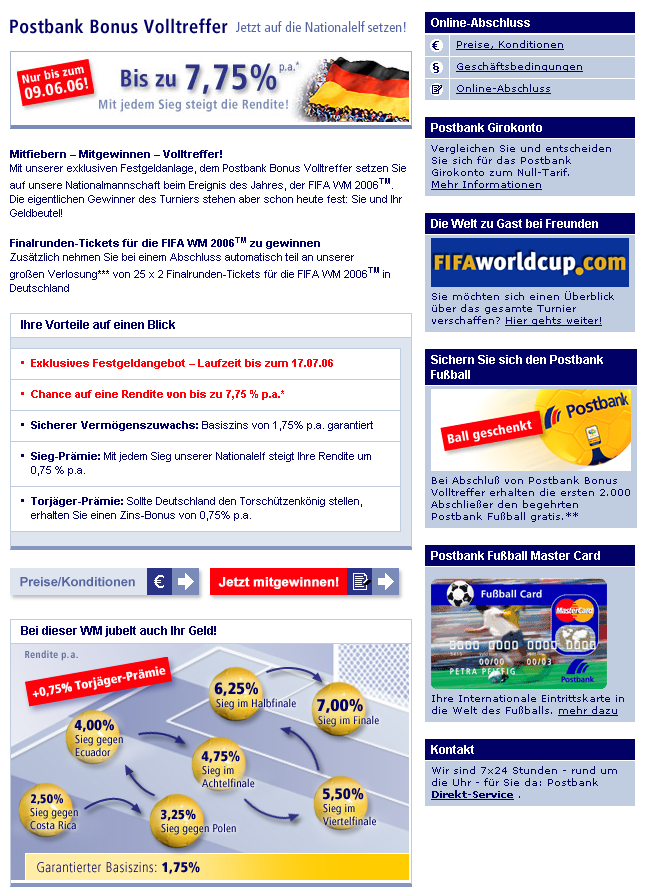 Postbank Bonus Volltreffer Jetzt auf die Nationalelf setzen!
Nur bis zum
09.06.06!
Bis zu 7,75% p.a.*
Mit jedem Sieg steigt die Rendite!
Mitfiebern – Mitgewinnen – Volltreffer!
Mit unserer exklusiven Festgeldanlage, dem Postbank Bonus Volltreffer setzen Sie
auf unsere Nationalmannschaft beim Ereignis des Jahres, der FIFA WM 2006TM.
Die eigentlichen Gewinner des Turniers stehen aber schon heute fest: Sie und Ihr
Geldbeutel!
Finalrunden-Tickets für die FIFA WM 2006TM zu gewinnen
Zusätzlich nehmen Sie bei einem Abschluss automatisch teil an unserer
großen Verlosung*** von 25 x 2 Finalrunden-Tickets für die FIFA WM 2006TM in
Deutschland
Ihre Vorteile auf einen Blick
• Exklusives Festgeldangebot – Laufzeit bis zum 17.07.06
• Chance auf eine Rendite von bis zu 7,75 % p.a.*
• Sicherer Vermögenszuwachs: Basiszins von 1,75% p.a. garantiert
• Sieg-Prämie: Mit jedem Sieg unserer Nationalelf steigt Ihre Rendite um
0,75 % p.a.
• Torjäger-Prämie: Sollte Deutschland den Torschützenkönig stellen,
erhalten Sie einen Zins-Bonus von 0,75% p.a.
Preise/Konditionen €
Jetzt mitgewinnen!
Bei dieser WM jubelt auch Ihr Geld!
Rendite p.a.
+0,75% Torjäger-Prämie
6,25%
Sieg im Halbfinale
7,00%
Sieg im Finale
4,00%
Sieg gegen
Ecuador
4,75%
Sieg im
Achtelfinale
2,50%
Sieg gegen
Costa Rica
3,25%
Sieg gegen Polen
5,50%
Sieg im
Viertelfinale
Garantierter Basiszins: 1,75%
Online-Abschluss
€ Preise, Konditionen
§ Geschäftsbedingungen
Online-Abschluss
Postbank Girokonto
Vergleichen Sie und entscheiden
Sie sich für das Postbank
Girokonto zum Null-Tarif.
Mehr Informationen
Die Welt zu Gast bei Freunden
FIFAworldcup.com
Sie möchten sich einen Überblick
über das gesamte Turnier
verschaffen? Hier gehts weiter!
Sichern Sie sich den Postbank
Fußball
Ball geschenkt
Postbank
Bei Abschluß von Postbank Bonus
Volltreffer erhalten die ersten 2.000
Abschließer den begehrten
Postbank Fußball gratis.**
Postbank Fußball Master Card
Fußball Card
MasterCard
0000 0000 0000 0000
00/00 00/03
PETRA PFIFFIG
Postbank
Ihre Internationale Eintrittskarte in
die Welt des Fußballs. mehr dazu
Kontakt
Wir sind 7x24 Stunden - rund um
die Uhr - für Sie da: Postbank
Direkt-Service .